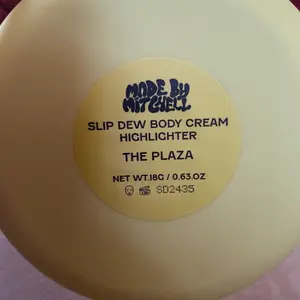 MADE BY
MITCHELL
SLIP DEW BODY CREAM
HIGHLIGHTER
THE PLAZA
NET WT.18G / 0.63.OZ
SD2435